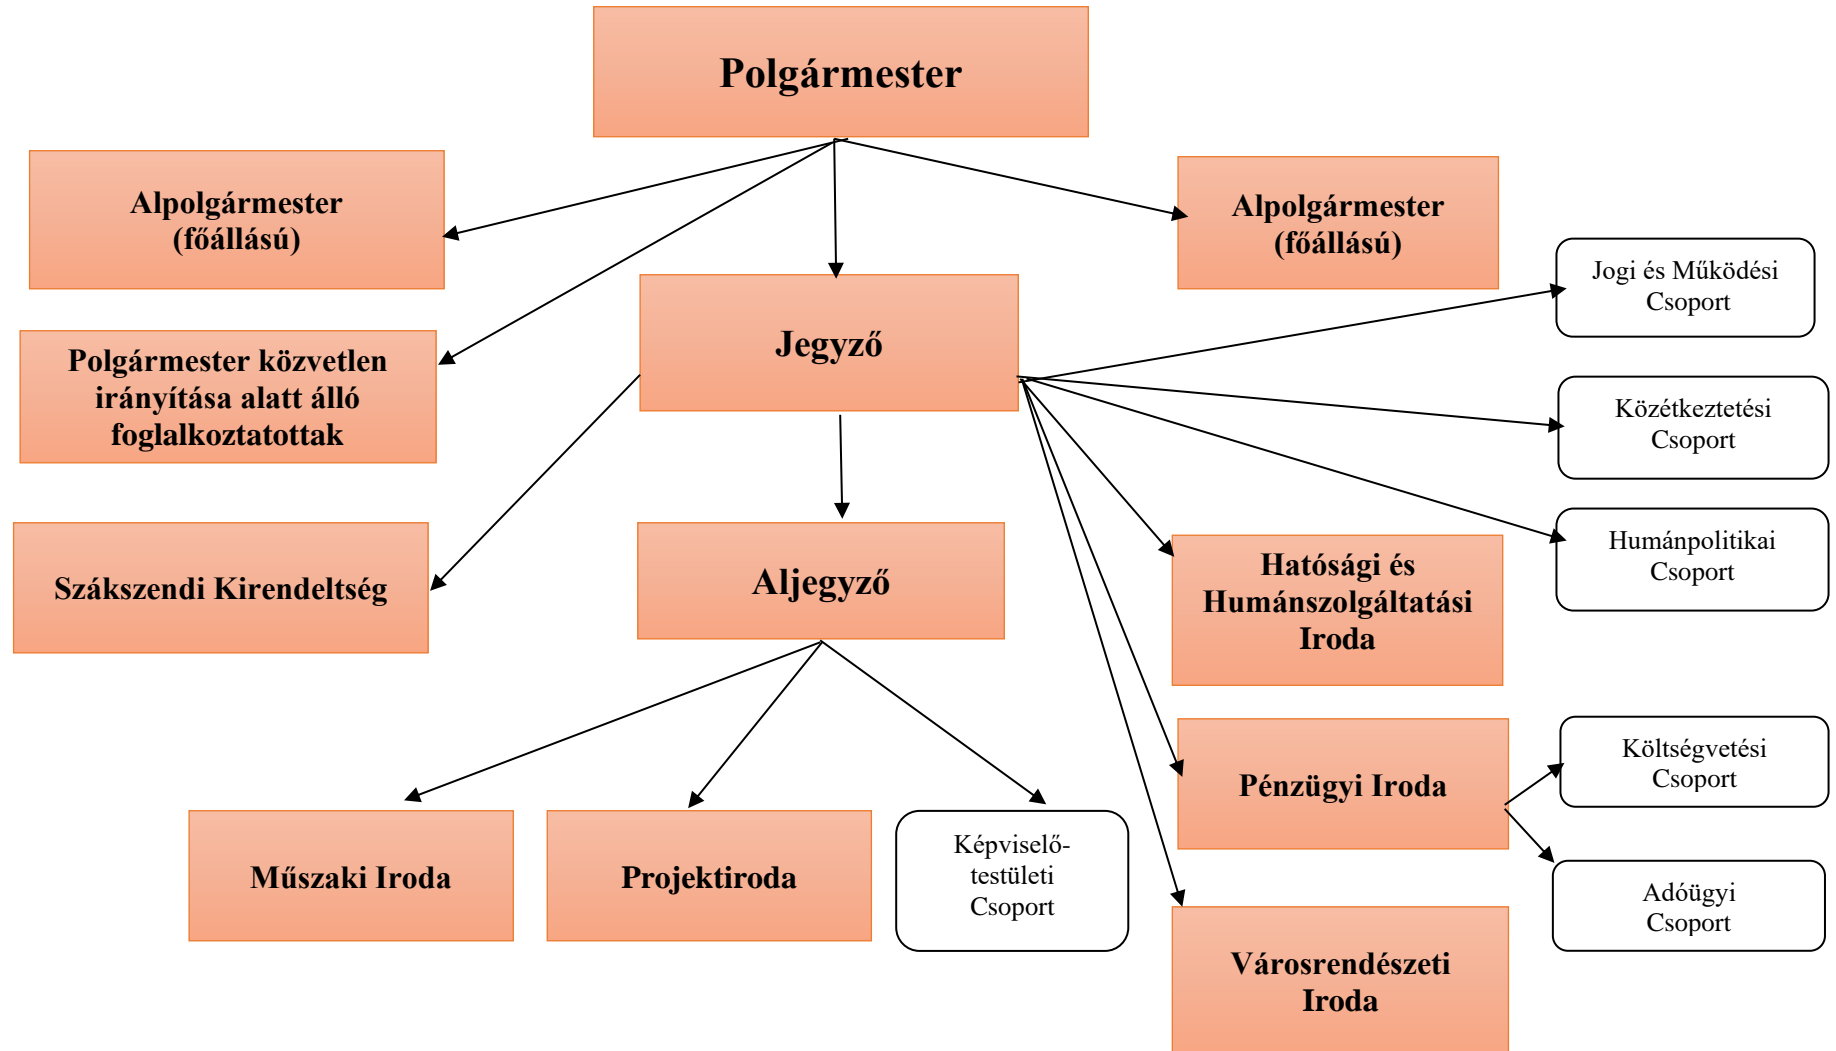 Polgármester
Alpolgármester
(főállású)
Alpolgármester
(főállású)
Jogi és Működési
Csoport
Jegyző
Polgármester közvetlen
irányítása alatt álló
foglalkoztatottak
Közétkeztetési
Csoport
Szákszendi Kirendeltség
Aljegyző
Hatósági és
Humánszolgáltatási
Iroda
Humánpolitikai
Csoport
Pénzügyi Iroda
Költségvetési
Csoport
Műszaki Iroda
Projektiroda
Képviselő-
testületi
Csoport
Adóügyi
Csoport
Városrendészeti
Iroda